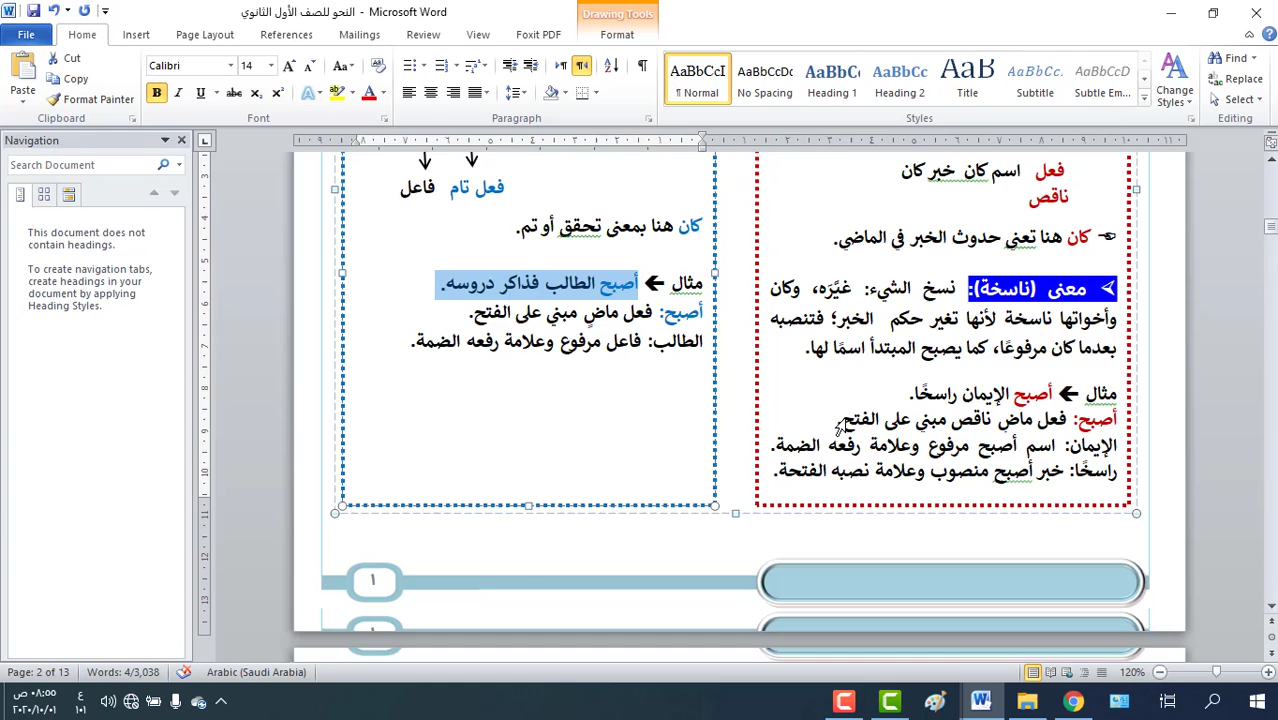 النحو للصف الأول الثانوي - Microsoft Word
Drawing Tools
File Home Insert Page Layout References Mailings Review View Foxit PDF Format
Paste
Cut
Copy
Format Painter
Clipboard
Calibri 14
Font
Paragraph
AaBbCcI AaBbCcDc AaBbCc AaBbCc AaB AaBbCc. AaBbCcD
¶ Normal No Spacing Heading 1 Heading 2 Title Subtitle Subtle Em...
Change Styles
Styles
Find
Replace
Select
Editing
Navigation
Search Document
This document does not contain headings.
To create navigation tabs, create headings in your document by applying Heading Styles.
فعل اسم كان خبر كان
ناقص
كان هنا تعني حدوث الخبر في الماضي.
معنى (ناسخة): نسخ الشيء: غيَّرَه، وكان
وأخواتها ناسخة لأنها تغير حكم الخبر؛ فتنصبه
بعدما كان مرفوعًا، كما يصبح المبتدأ اسمًا لها.
مثال أصبح الإيمان راسخًا.
أصبح: فعل ماضٍ ناقص مبني على الفتح.
الإيمان: اسم أصبح مرفوع وعلامة رفعه الضمة.
راسخًا: خبر أصبح منصوب وعلامة نصبه الفتحة.
فعل تام فاعل
كان هنا بمعنى تحقق أو تم.
مثال أصبح الطالب فذاكر دروسه.
أصبح: فعل ماضٍ مبني على الفتح.
الطالب: فاعل مرفوع وعلامة رفعه الضمة.
١
Page: 2 of 13 Words: 4/3,038 Arabic (Saudi Arabia) 120%
٠٨:٥٥ ص
٢٠٢٠/١٠/٠١
ع
١٠١